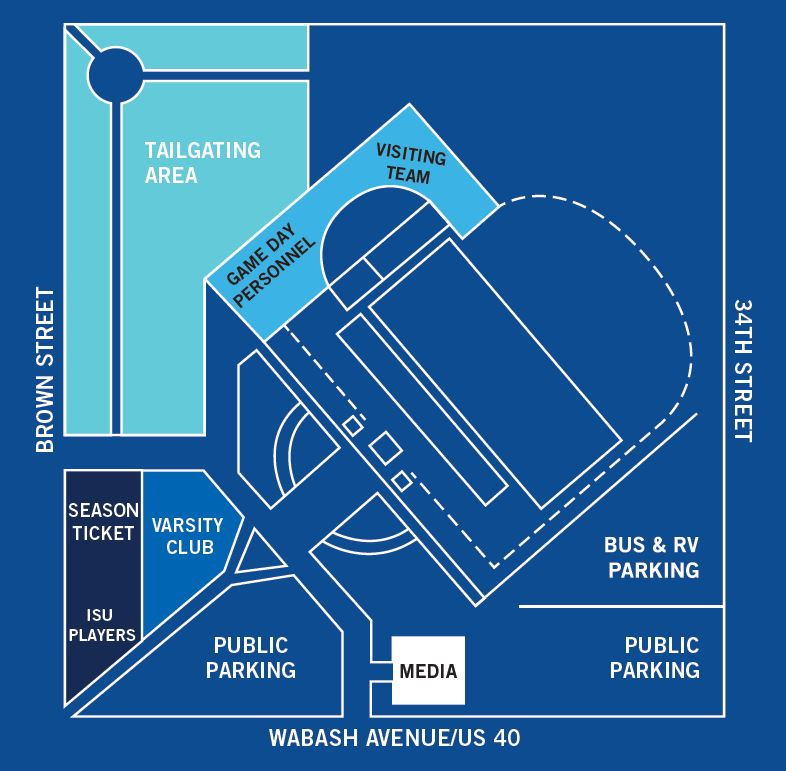 TAILGATING
AREA
VISITING
TEAM
GAME DAY
PERSONNEL
BROWN STREET
34TH STREET
SEASON
TICKET
VARSITY
CLUB
ISU
PLAYERS
BUS & RV
PARKING
PUBLIC
PARKING
MEDIA
PUBLIC
PARKING
WABASH AVENUE/US 40